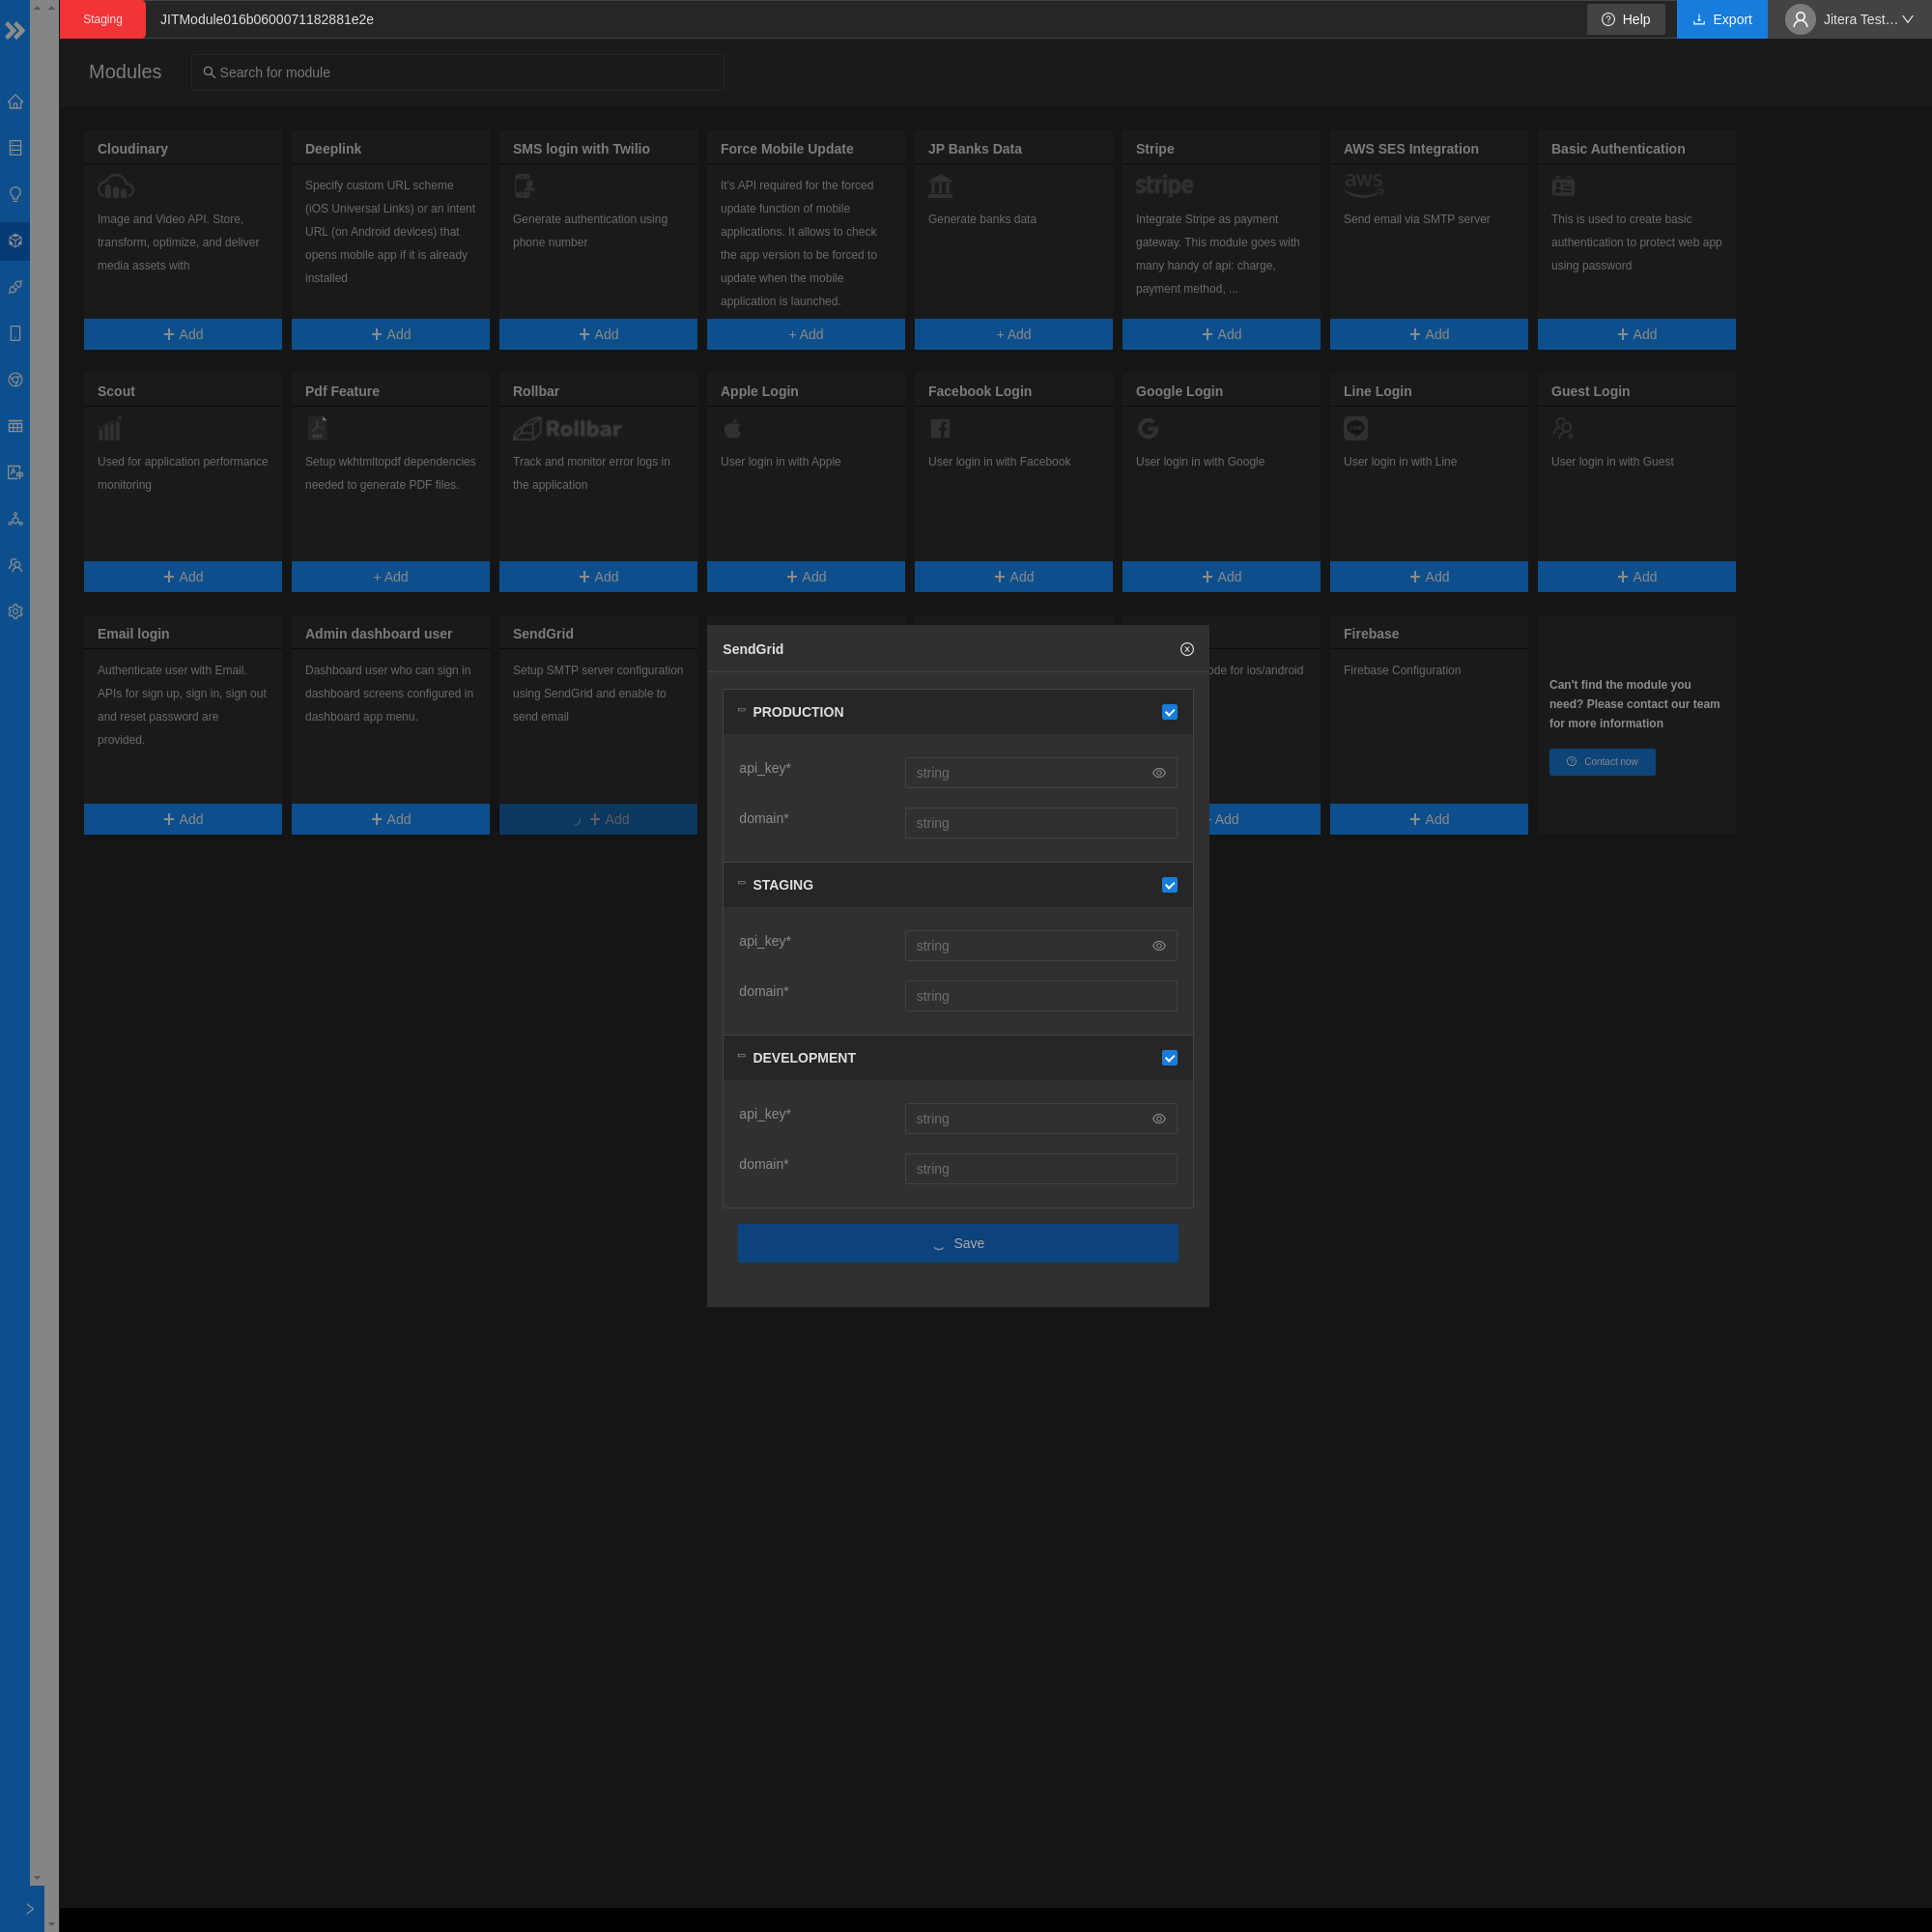 Staging
JITModule016b0600071182881e2e
Help
Export
Jitera Test...
Modules
Search for module
Cloudinary
Image and Video API. Store,
transform, optimize, and deliver
media assets with
+ Add
Deeplink
Specify custom URL scheme
(iOS Universal Links) or an intent
URL (on Android devices) that
opens mobile app if it is already
installed
+ Add
SMS login with Twilio
Generate authentication using
phone number
+ Add
Force Mobile Update
It's API required for the forced
update function of mobile
applications. It allows to check
the app version to be forced to
update when the mobile
application is launched.
+ Add
JP Banks Data
Generate banks data
+ Add
Stripe
stripe
Integrate Stripe as payment
gateway. This module goes with
many handy of api: charge,
payment method, ...
+ Add
AWS SES Integration
aws
Send email via SMTP server
+ Add
Basic Authentication
This is used to create basic
authentication to protect web app
using password
+ Add
Scout
Used for application performance
monitoring
+ Add
Pdf Feature
PDF
Setup wkhtmltopdf dependencies
needed to generate PDF files.
+ Add
Rollbar
Rollbar
Track and monitor error logs in
the application
+ Add
Apple Login
User login in with Apple
+ Add
Facebook Login
User login in with Facebook
+ Add
Google Login
User login in with Google
+ Add
Line Login
LINE
User login in with Line
+ Add
Guest Login
User login in with Guest
+ Add
Email login
Authenticate user with Email.
APIs for sign up, sign in, sign out
and reset password are
provided.
+ Add
Admin dashboard user
Dashboard user who can sign in
dashboard screens configured in
dashboard app menu.
+ Add
SendGrid
Setup SMTP server configuration
using SendGrid and enable to
send email
+ Add
for ios/android
Add
Firebase
Firebase Configuration
+ Add
Can't find the module you
need? Please contact our team
for more information
Contact now
SendGrid
PRODUCTION
api_key*
string
domain*
string
STAGING
api_key*
string
domain*
string
DEVELOPMENT
api_key*
string
domain*
string
Save